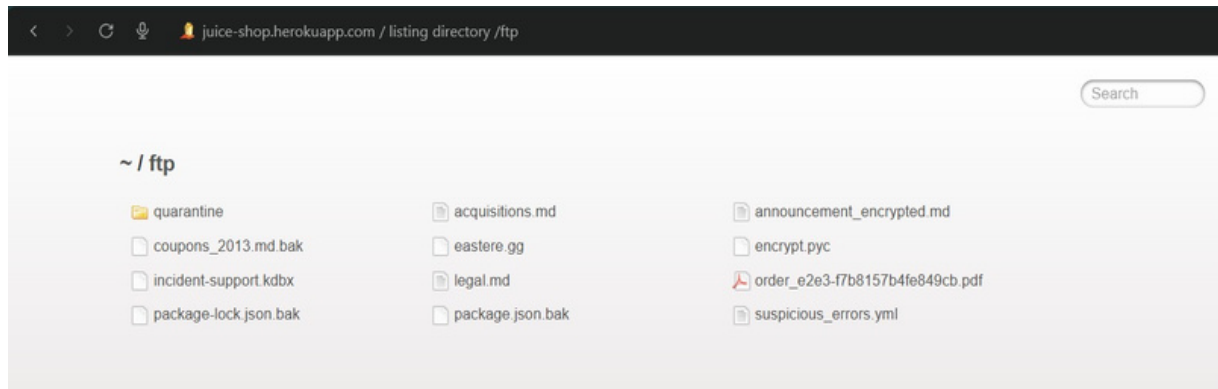 juice-shop.herokuapp.com / listing directory /ftp
Search
~ / ftp
quarantine acquisitions.md announcement_encrypted.md
coupons_2013.md.bak eastere.gg encrypt.pyc
incident-support.kdbx legal.md order_e2e3-f7b8157b4fe849cb.pdf
package-lock.json.bak package.json.bak suspicious_errors.yml